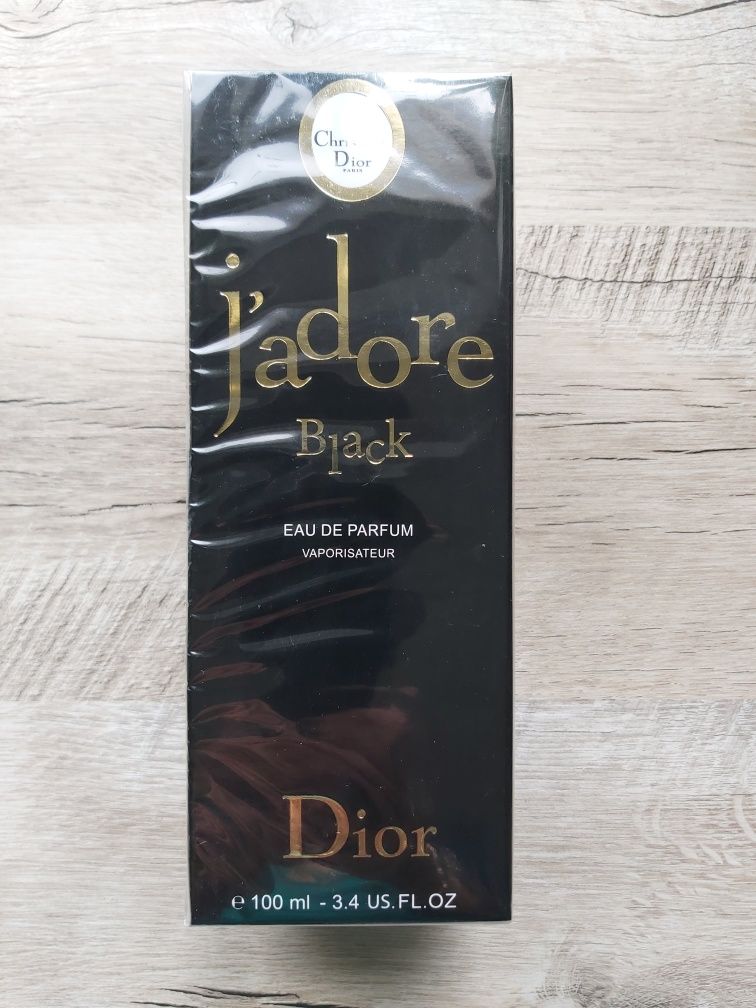 Dior
PARIS
j'adore
Black
EAU DE PARFUM
VAPORISATEUR
Dior
℮ 100 ml - 3.4 US.FL.OZ